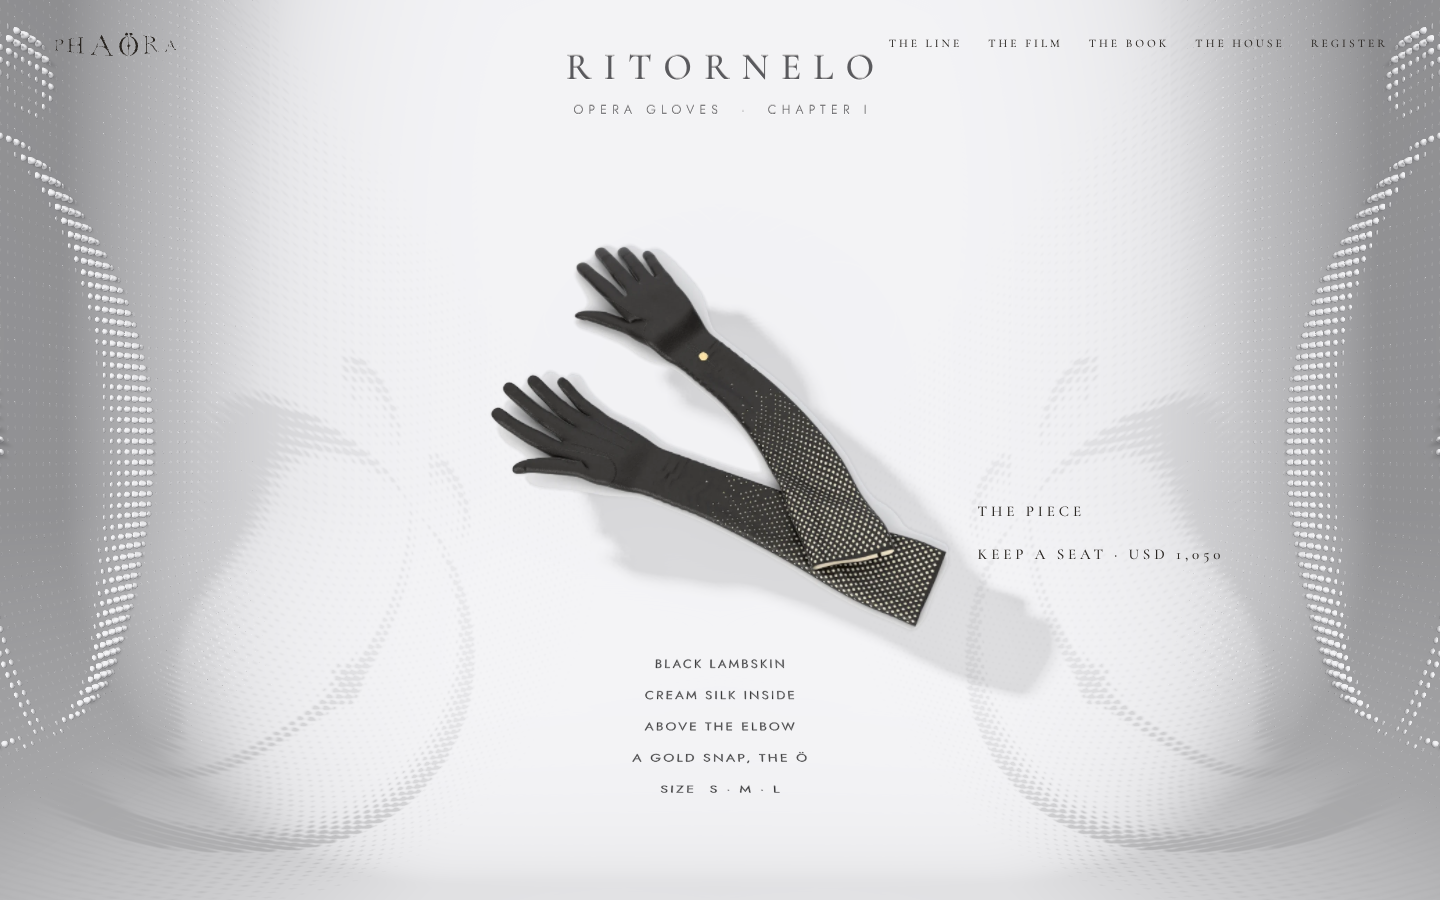 PHAÖRA
THE LINE THE FILM THE BOOK THE HOUSE REGISTER
RITORNELO
OPERA GLOVES · CHAPTER I
THE PIECE
KEEP A SEAT · USD 1,050
BLACK LAMBSKIN
CREAM SILK INSIDE
ABOVE THE ELBOW
A GOLD SNAP, THE Ö
SIZE S · M · L